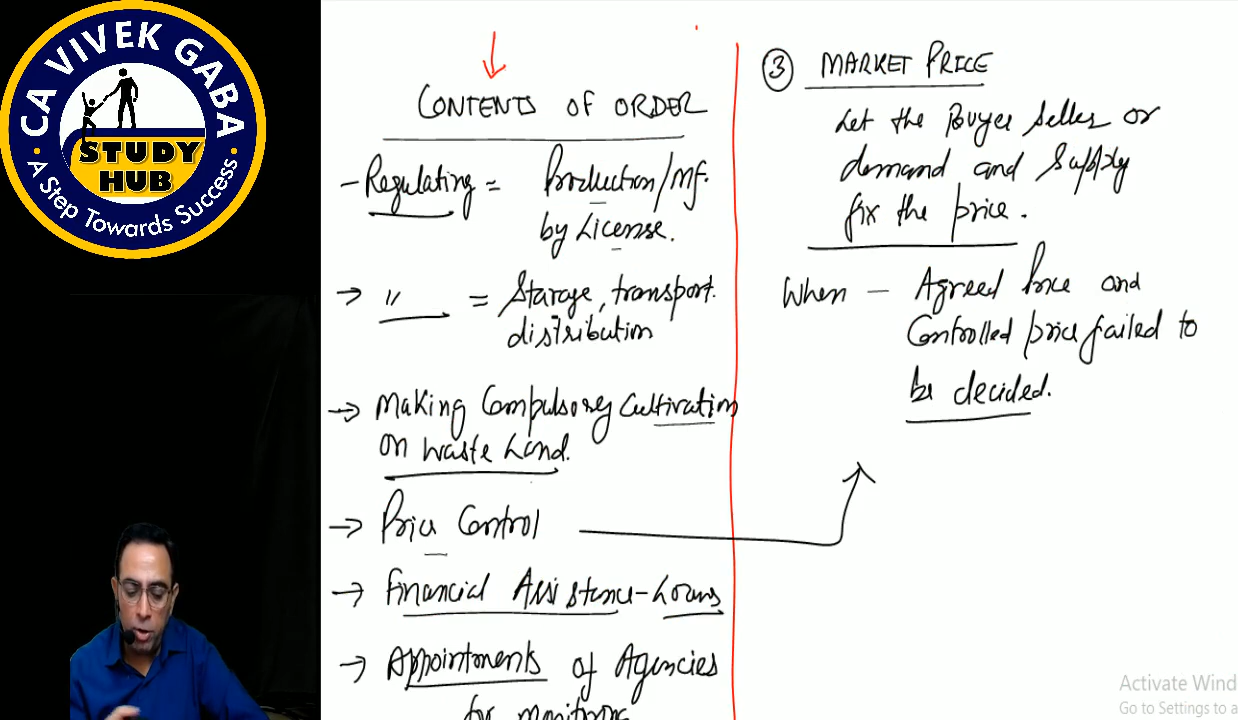 CA VIVEK GABA
STUDY
HUB
• A Step Towards Success •
CONTENTS OF ORDER
- Regulating = Production/Mf.
by License.
→ " = Storage, transport.
distribution
→ Making Compulsory Cultivation
on Waste Land.
→ Price Control
→ Financial Assistance - Loans
→ Appointments of Agencies
for monitoring
③ MARKET PRICE
Let the Buyer Seller or
demand and Supply
fix the price.
When - Agreed Price and
Controlled price failed to
be decided.
Activate Wind
Go to Settings to a